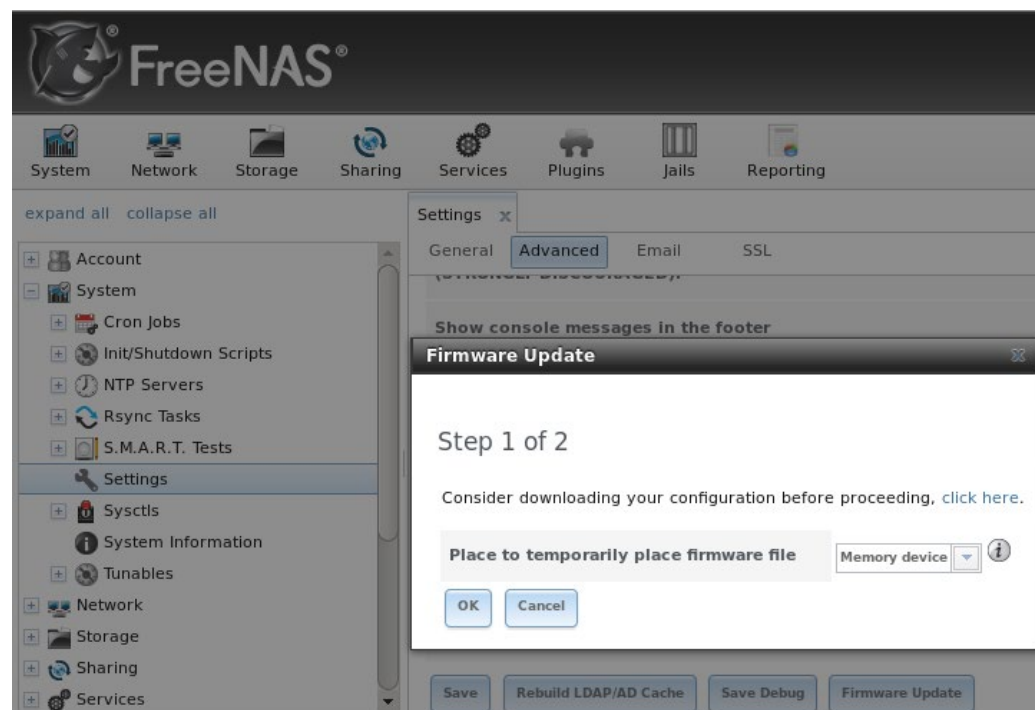 FreeNAS®
System Network Storage Sharing Services Plugins Jails Reporting
expand all collapse all
Account
System
Cron Jobs
Init/Shutdown Scripts
NTP Servers
Rsync Tasks
S.M.A.R.T. Tests
Settings
Sysctls
System Information
Tunables
Network
Storage
Sharing
Services
Settings x
General Advanced Email SSL
(STRONGLY DISCOURAGED):
Show console messages in the footer
Firmware Update
Step 1 of 2
Consider downloading your configuration before proceeding, click here.
Place to temporarily place firmware file Memory device i
OK Cancel
Save Rebuild LDAP/AD Cache Save Debug Firmware Update